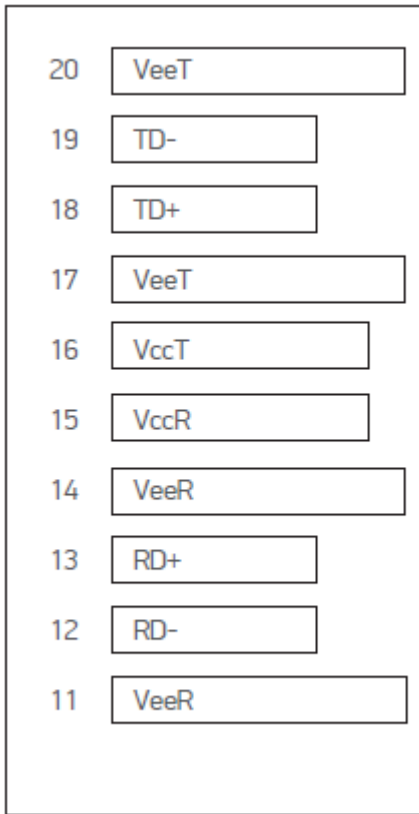 20 VeeT
19 TD-
18 TD+
17 VeeT
16 VccT
15 VccR
14 VeeR
13 RD+
12 RD-
11 VeeR